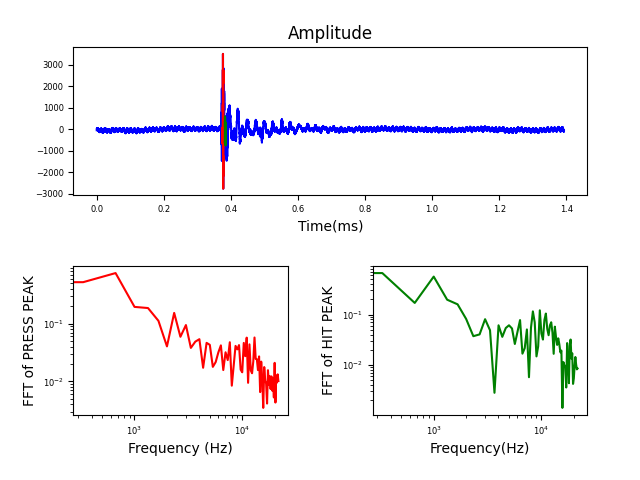 Amplitude
3000
2000
1000
0
−1000
−2000
−3000
0.0 0.2 0.4 0.6 0.8 1.0 1.2 1.4
Time(ms)
FFT of PRESS PEAK
10⁻¹
10⁻²
10³ 10⁴
Frequency (Hz)
FFT of HIT PEAK
10⁻¹
10⁻²
10³ 10⁴
Frequency(Hz)